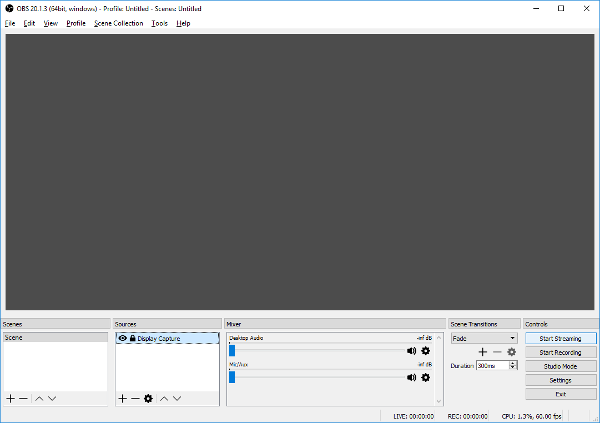 OBS 20.1.3 (64bit, windows) - Profile: Untitled - Scenes: Untitled
File Edit View Profile Scene Collection Tools Help
Scenes Sources Mixer Scene Transitions Controls
Scene
Display Capture
Desktop Audio -inf dB
Mic/Aux -inf dB
Fade
Duration 300ms
Start Streaming
Start Recording
Studio Mode
Settings
Exit
LIVE: 00:00:00 REC: 00:00:00 CPU: 1.3%, 60.00 fps